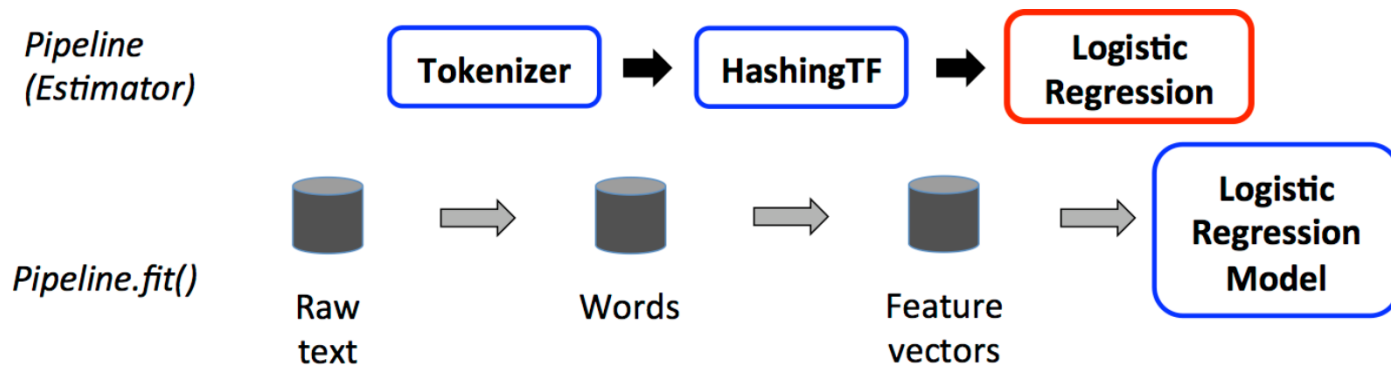 Pipeline
(Estimator)
Tokenizer
HashingTF
Logistic
Regression
Pipeline.fit()
Raw
text
Words
Feature
vectors
Logistic
Regression
Model